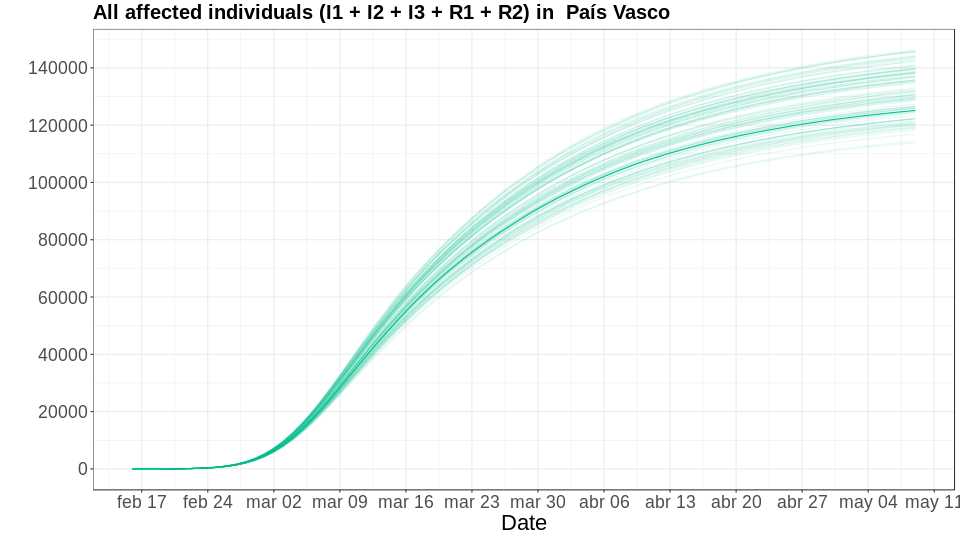 All affected individuals (I1 + I2 + I3 + R1 + R2) in  País Vasco
140000
120000
100000
80000
60000
40000
20000
0
feb 17 feb 24 mar 02 mar 09 mar 16 mar 23 mar 30 abr 06 abr 13 abr 20 abr 27 may 04 may 11
Date